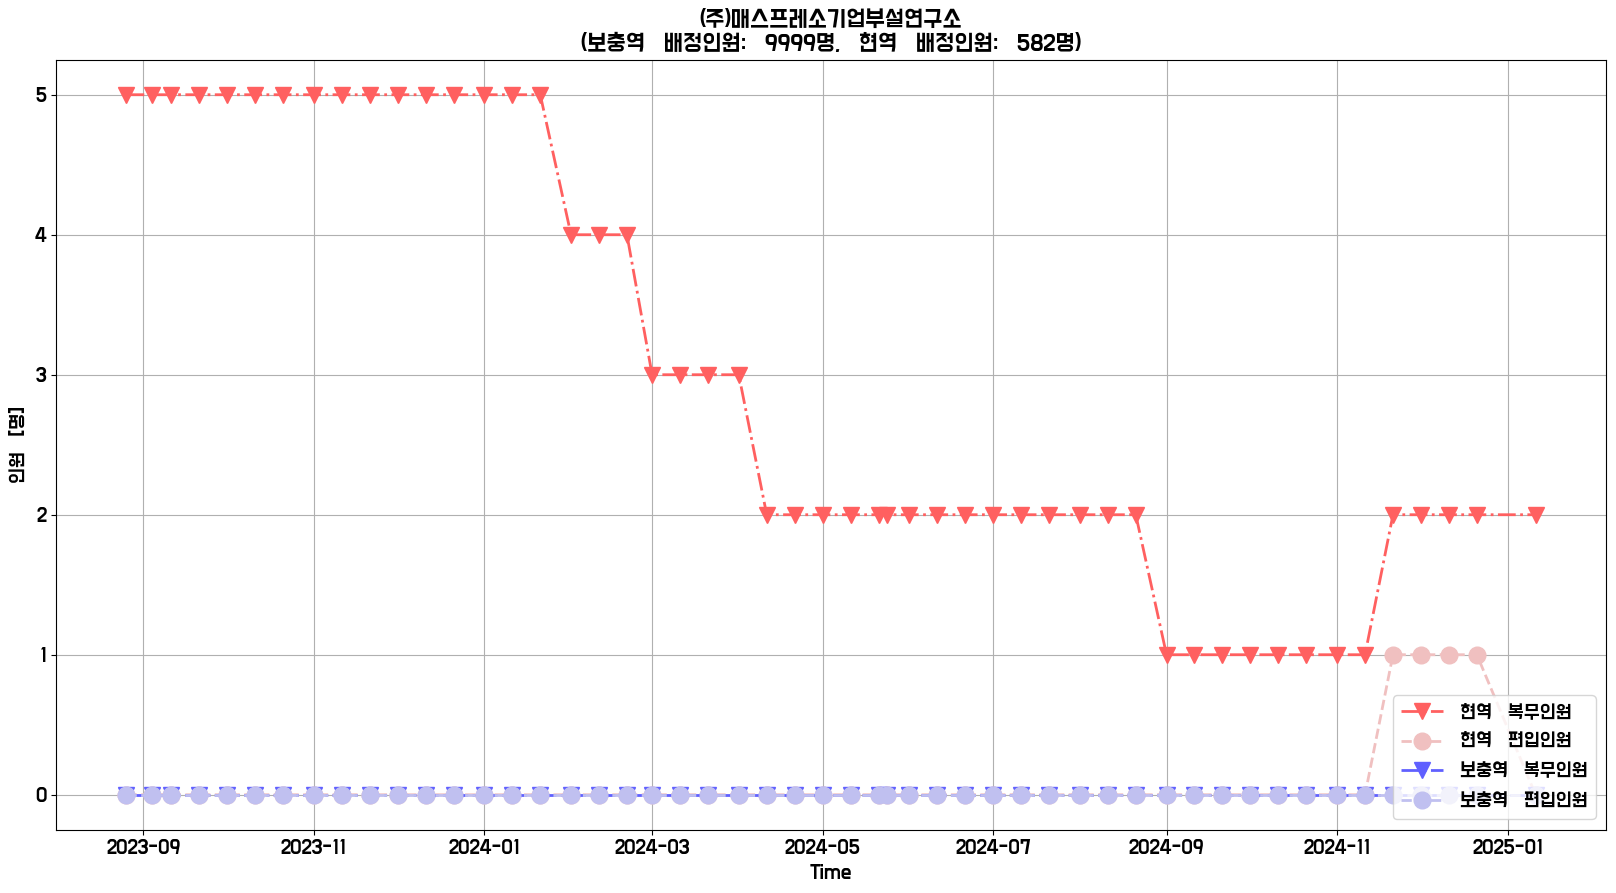 (주)매스프레소기업부설연구소
(보충역 배정인원: 9999명, 현역 배정인원: 582명)
인원 [명]
5
4
3
2
1
0
현역 복무인원
현역 편입인원
보충역 복무인원
보충역 편입인원
2023-09 2023-11 2024-01 2024-03 2024-05 2024-07 2024-09 2024-11 2025-01
Time